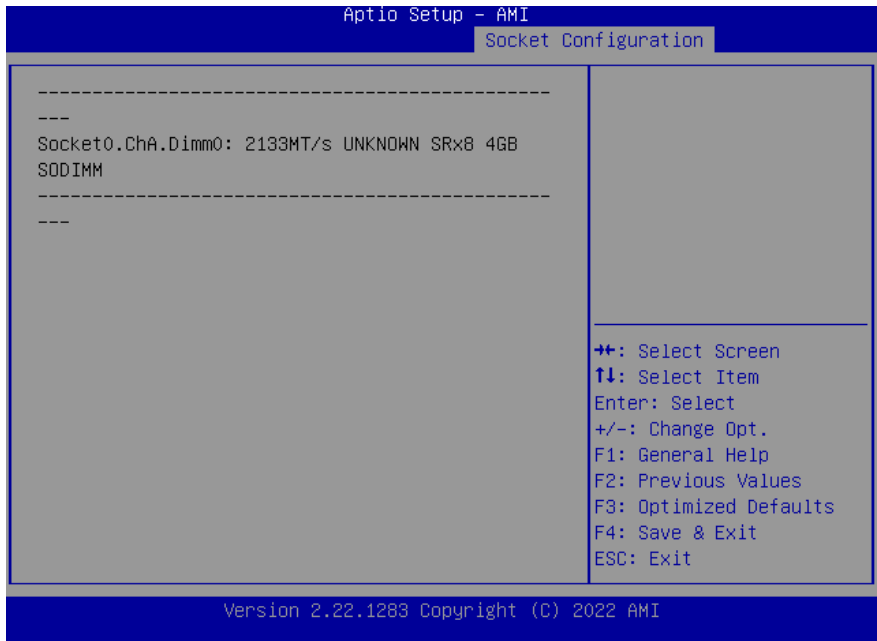 Aptio Setup – AMI
Socket Configuration
-----------------------------------------------
---
Socket0.ChA.Dimm0: 2133MT/s UNKNOWN SRx8 4GB
SODIMM
-----------------------------------------------
---
→←: Select Screen
↑↓: Select Item
Enter: Select
+/-: Change Opt.
F1: General Help
F2: Previous Values
F3: Optimized Defaults
F4: Save & Exit
ESC: Exit
Version 2.22.1283 Copyright (C) 2022 AMI